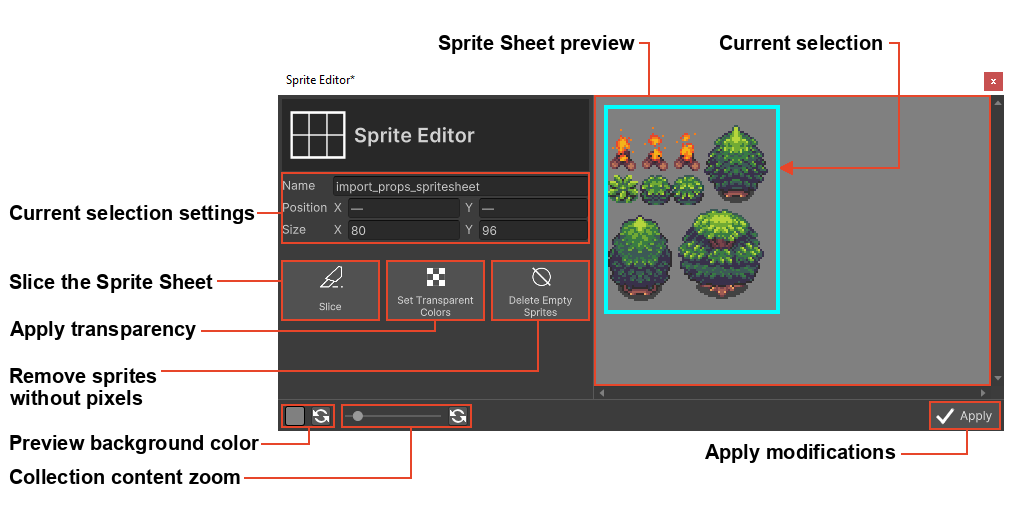 Sprite Sheet preview
Current selection
Sprite Editor*
x
Sprite Editor
Current selection settings
Name import_props_spritesheet
Position X — Y —
Size X 80 Y 96
Slice the Sprite Sheet
Slice
Set Transparent
Colors
Delete Empty
Sprites
Apply transparency
Remove sprites
without pixels
Preview background color
Apply
Collection content zoom
Apply modifications